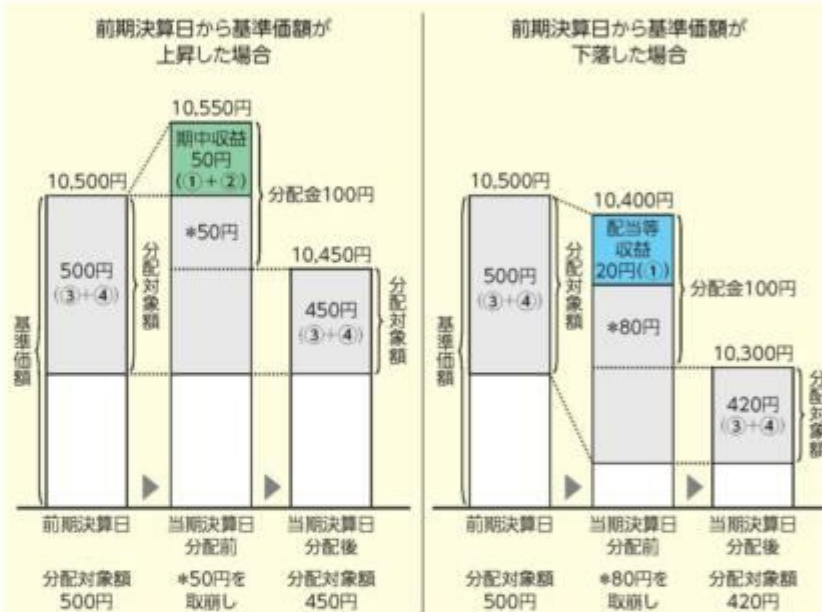 前期決算日から基準価額が
上昇した場合
10,550円
期中収益
50円
(①+②)
10,500円
分配金100円
*50円
10,450円
500円
(③+④)
分配対象額
450円
(③+④)
分配対象額
基準価額
前期決算日
当期決算日
分配前
当期決算日
分配後
分配対象額
500円
*50円を
取崩し
分配対象額
450円
前期決算日から基準価額が
下落した場合
10,500円
10,400円
配当等
収益
20円(①)
分配金100円
500円
(③+④)
分配対象額
*80円
10,300円
420円
(③+④)
分配対象額
基準価額
前期決算日
当期決算日
分配前
当期決算日
分配後
分配対象額
500円
*80円を
取崩し
分配対象額
420円